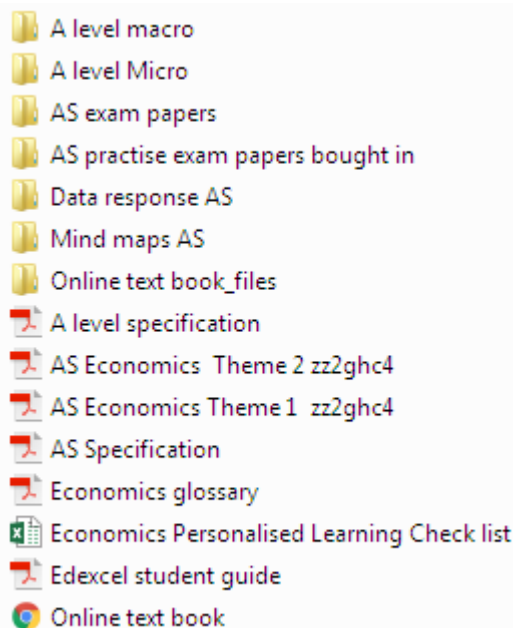 A level macro
A level Micro
AS exam papers
AS practise exam papers bought in
Data response AS
Mind maps AS
Online text book_files
A level specification
AS Economics  Theme 2 zz2ghc4
AS Economics Theme 1  zz2ghc4
AS Specification
Economics glossary
Economics Personalised Learning Check list
Edexcel student guide
Online text book